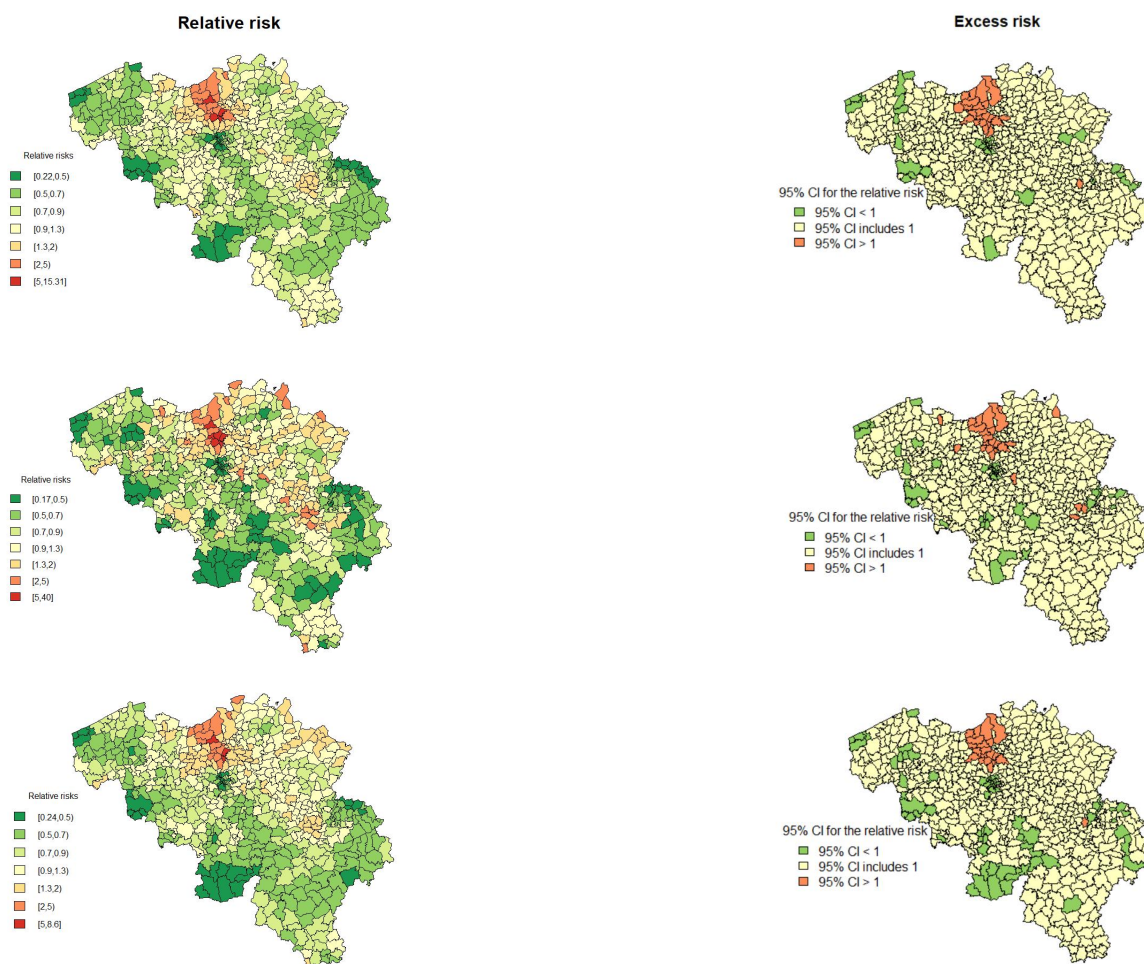 Relative risk
Excess risk
Relative risks
[0.22,0.5)
[0.5,0.7)
[0.7,0.9)
[0.9,1.3)
[1.3,2)
[2,5)
[5,15.31]
95% CI for the relative risk
95% CI < 1
95% CI includes 1
95% CI > 1
Relative risks
[0.17,0.5)
[0.5,0.7)
[0.7,0.9)
[0.9,1.3)
[1.3,2)
[2,5)
[5,40]
95% CI for the relative risk
95% CI < 1
95% CI includes 1
95% CI > 1
Relative risks
[0.24,0.5)
[0.5,0.7)
[0.7,0.9)
[0.9,1.3)
[1.3,2)
[2,5)
[5,8.6]
95% CI for the relative risk
95% CI < 1
95% CI includes 1
95% CI > 1